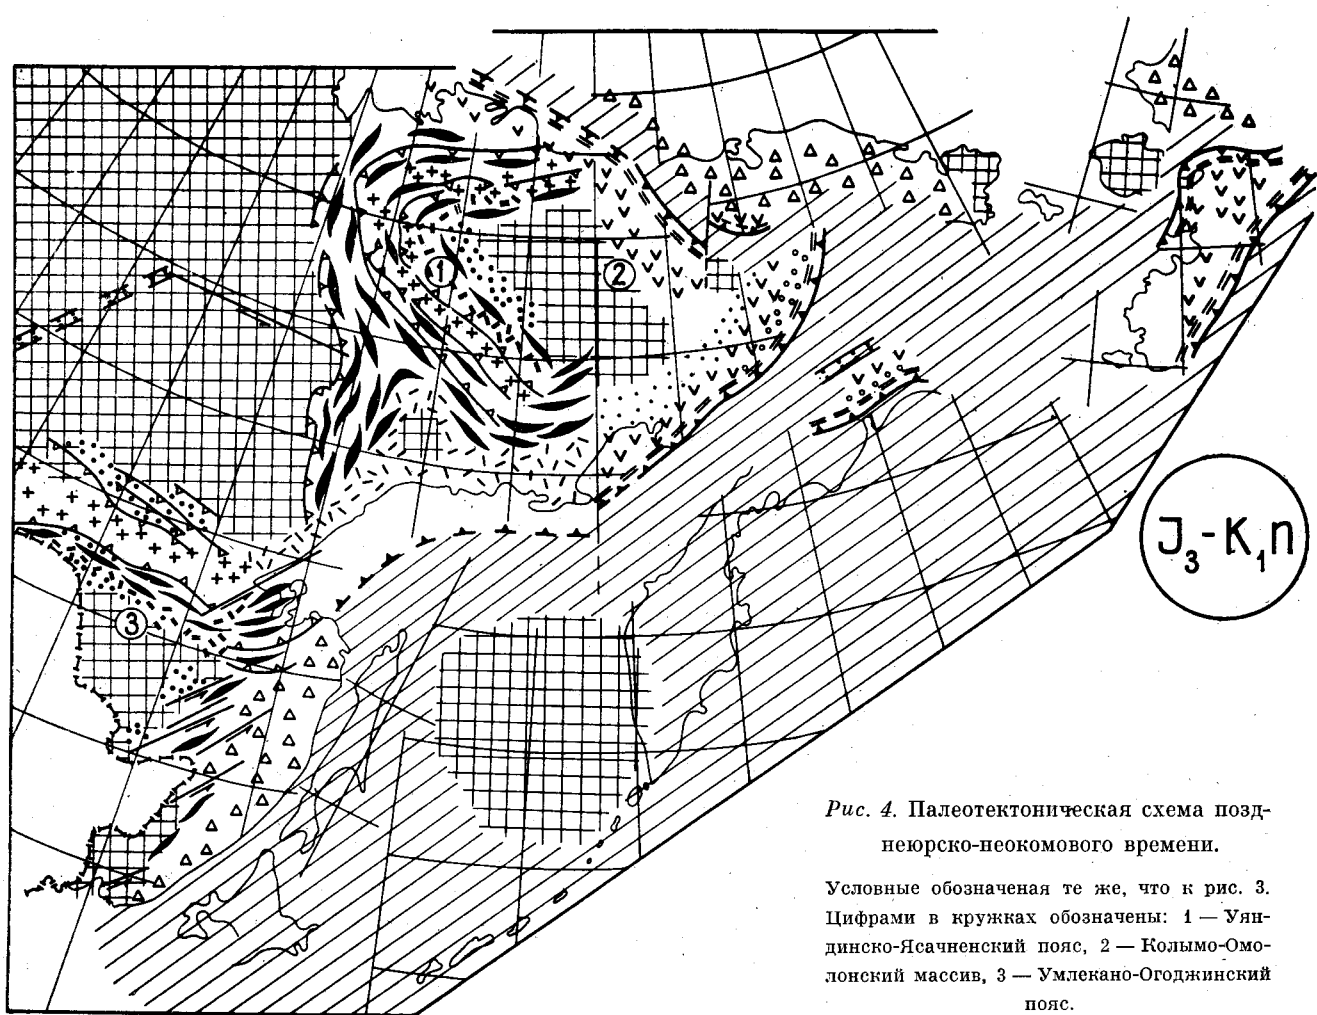 1
2
3
J₃-K₁n
Рис. 4. Палеотектоническая схема позд-
неюрско-неокомового времени.
Условные обозначеная те же, что к рис. 3.
Цифрами в кружках обозначены: 1 — Уян-
динско-Ясачненский пояс, 2 — Колымо-Омо-
лонский массив, 3 — Умлекано-Огоджинский
пояс.